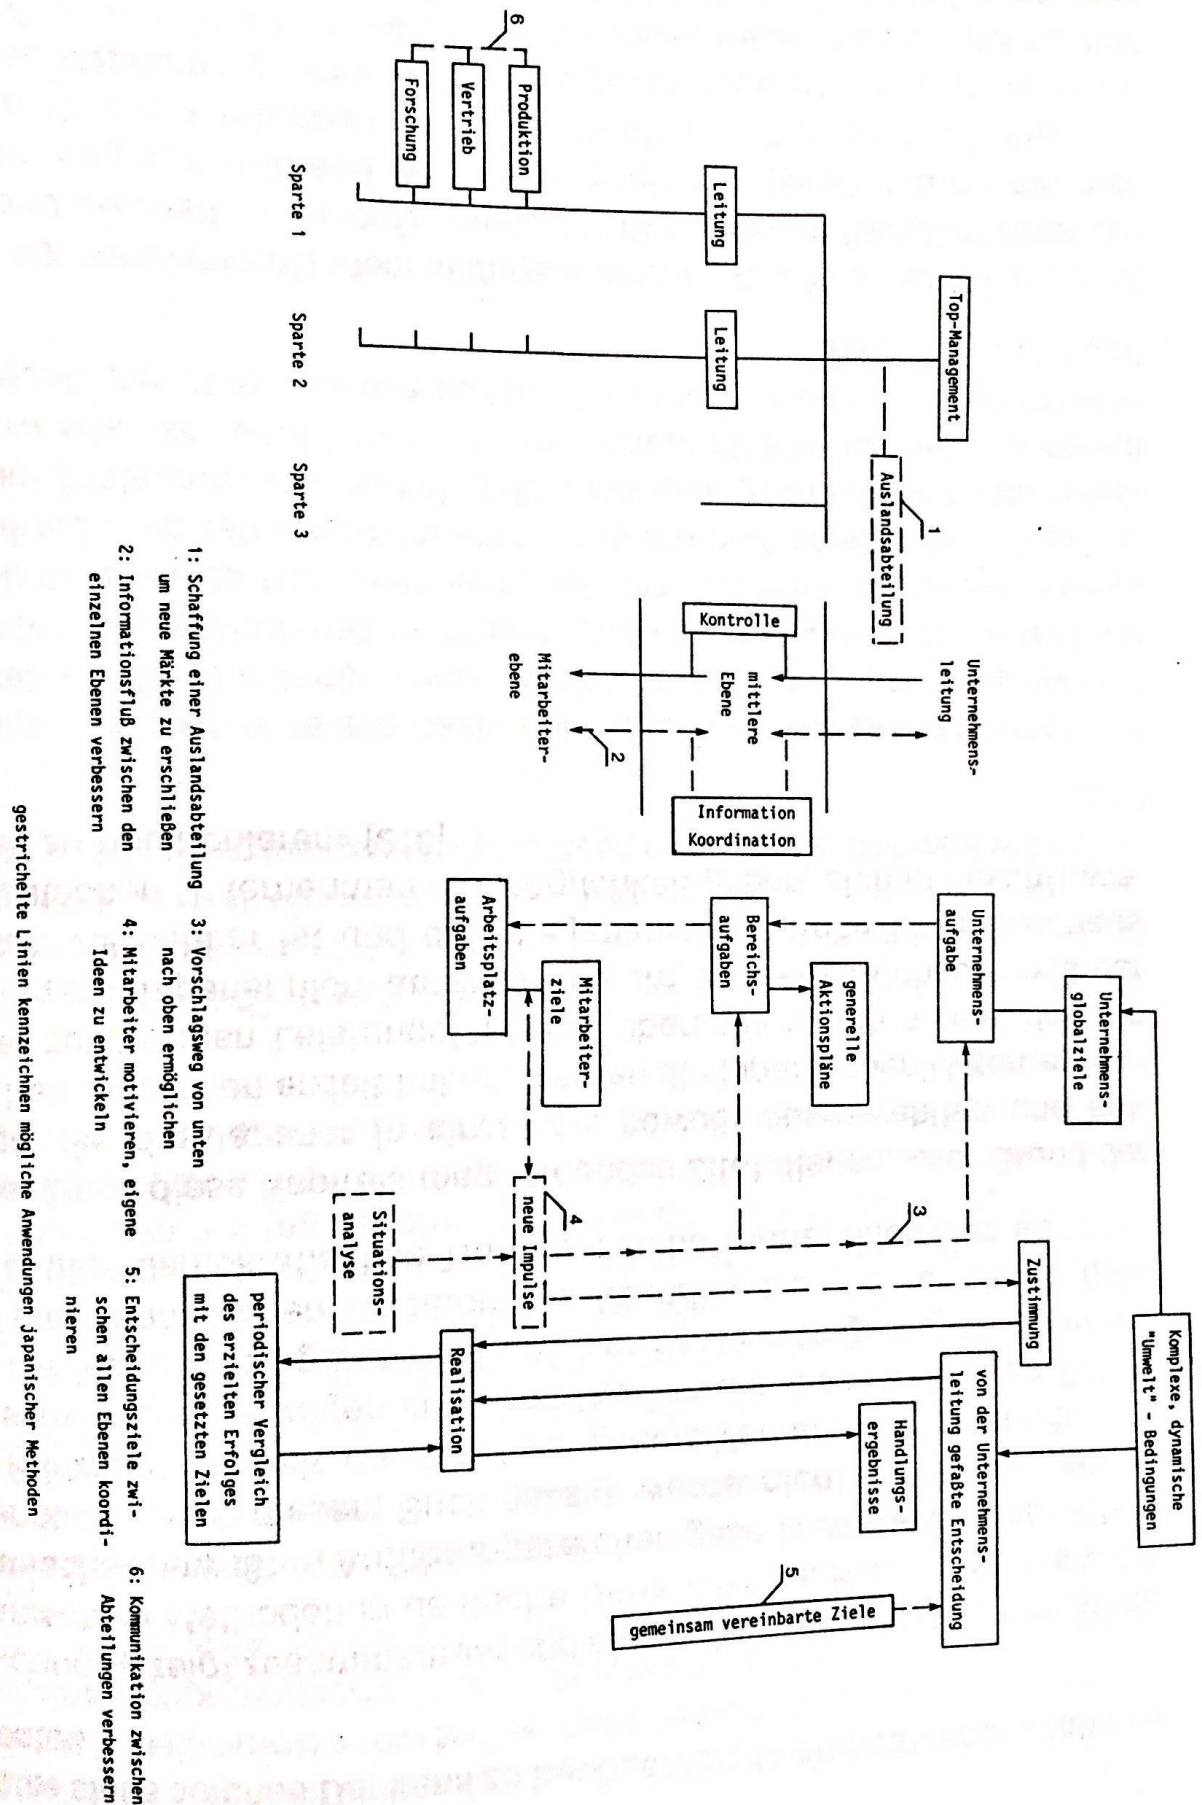 Komplexe, dynamische
"Umwelt" - Bedingungen
Top-Management
Unternehmens-
leitung
Unternehmens-
globalziele
Unternehmens-
aufgabe
Zustimmung
von der Unternehmens-
leitung gefaßte Entscheidung
1
Auslandsabteilung
3
Handlungs-
ergebnisse
gemeinsam vereinbarte Ziele
5
generelle
Aktionspläne
Bereichs-
aufgaben
Leitung
Leitung
Kontrolle
mittlere
Ebene
Information
Koordination
2
Mitarbeiter-
ebene
Mitarbeiter-
ziele
Arbeitsplatz-
aufgaben
4
neue Impulse
Situations-
analyse
Realisation
periodischer Vergleich
des erzielten Erfolges
mit den gesetzten Zielen
6
Produktion
Vertrieb
Forschung
Sparte 1
Sparte 2
Sparte 3
1: Schaffung einer Auslandsabteilung
um neue Märkte zu erschließen
2: Informationsfluß zwischen den
einzelnen Ebenen verbessern
3: Vorschlagsweg von unten
nach oben ermöglichen
4: Mitarbeiter motivieren, eigene
Ideen zu entwickeln
5: Entscheidungsziele zwi-
schen allen Ebenen koordi-
nieren
6: Kommunikation zwischen
Abteilungen verbessern
gestrichelte Linien kennzeichnen mögliche Anwendungen japanischer Methoden